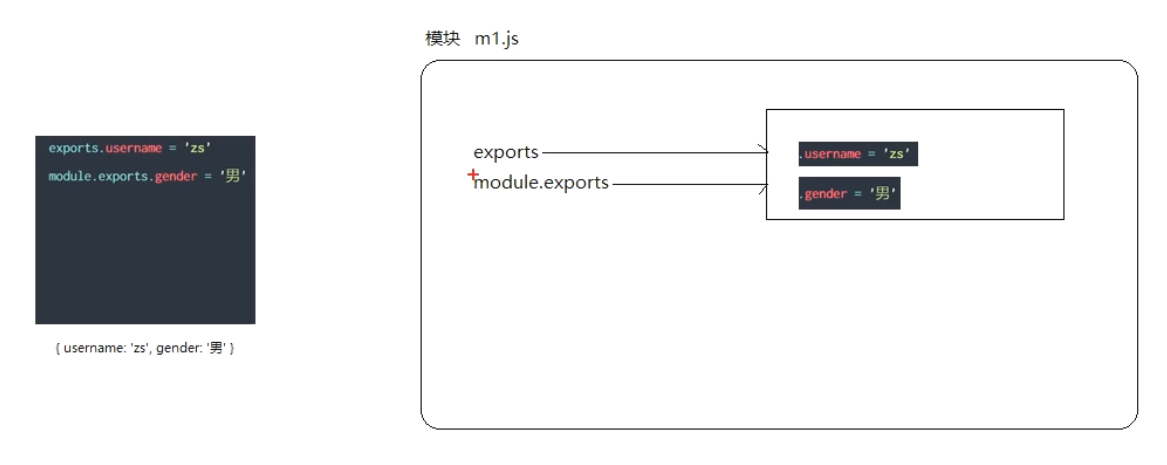 模块 m1.js
exports.username = 'zs'
module.exports.gender = '男'
{ username: 'zs', gender: '男' }
exports
module.exports
.username = 'zs'
.gender = '男'